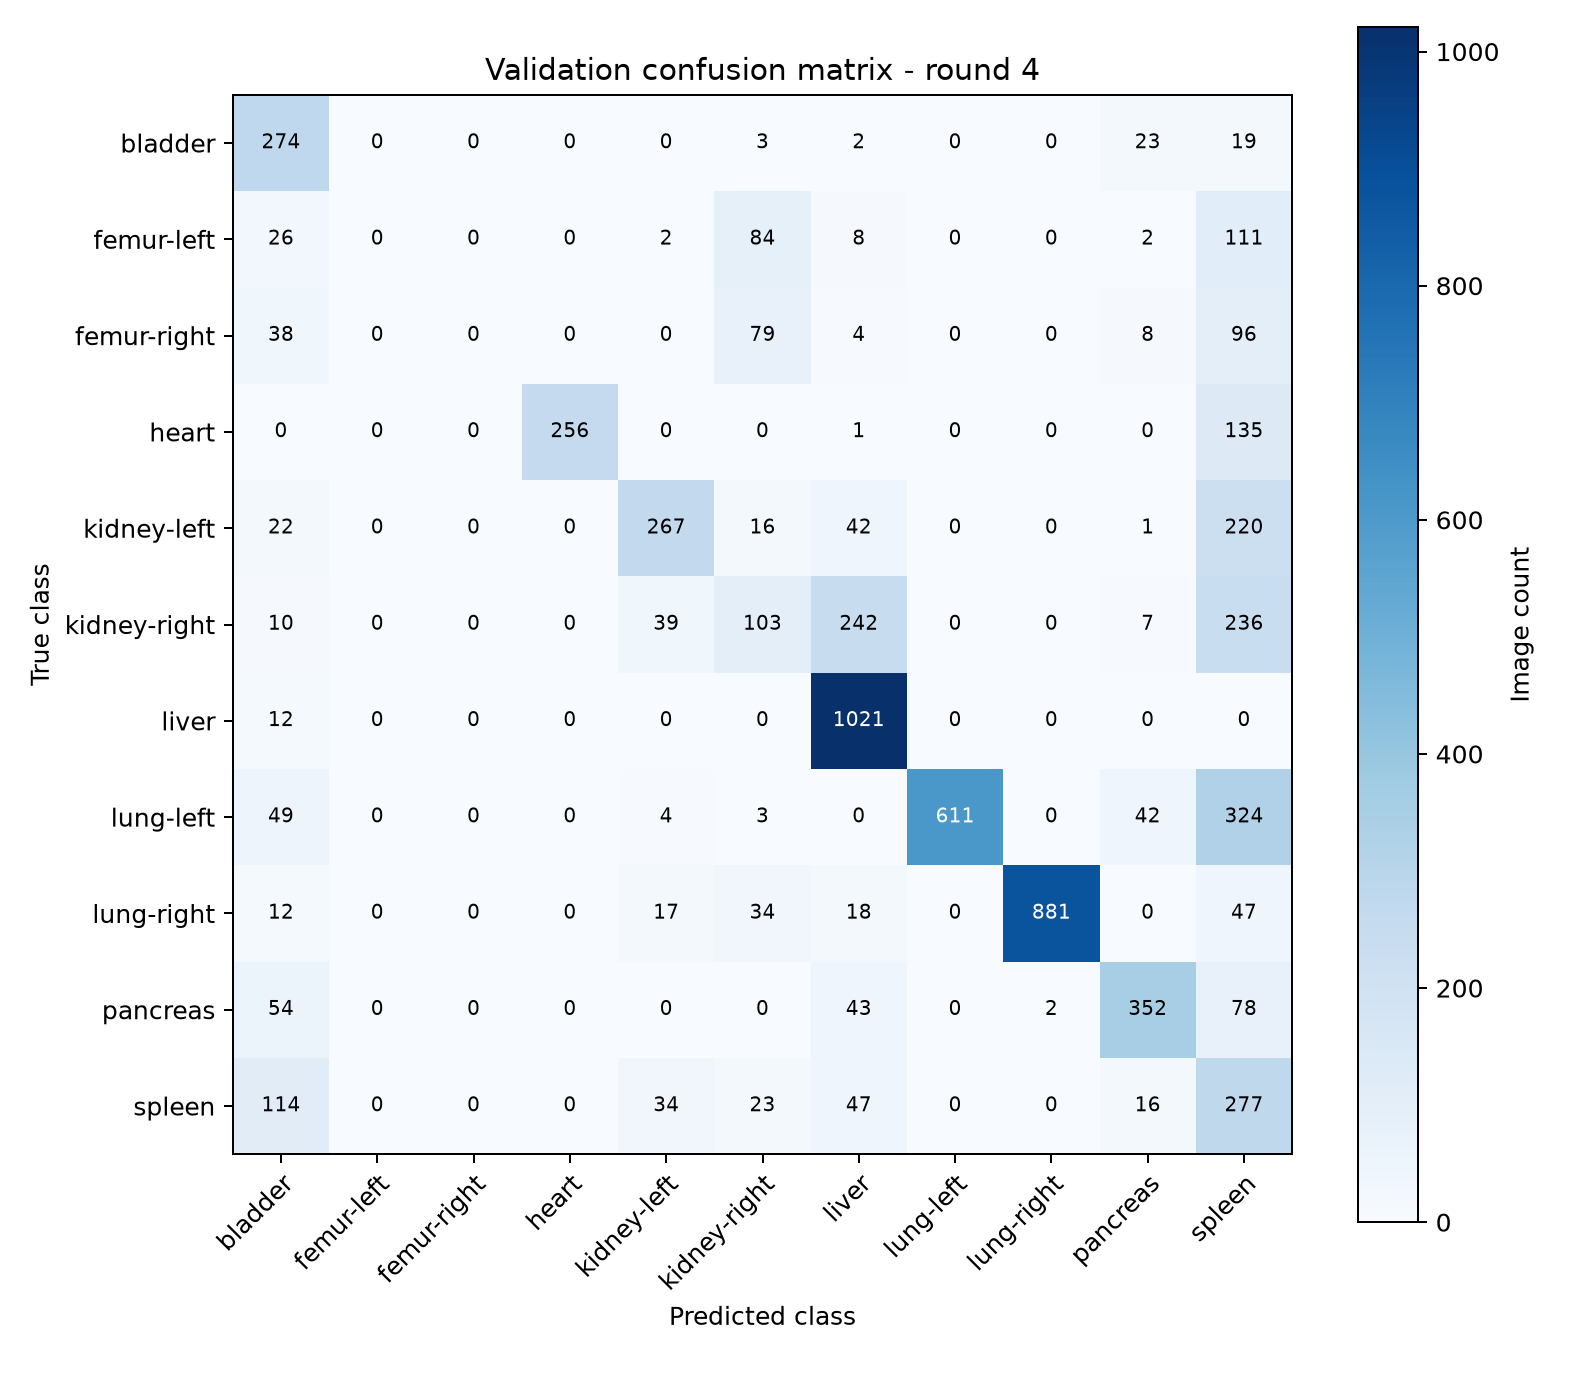 Validation confusion matrix - round 4
bladder 274 0 0 0 0 3 2 0 0 23 19
femur-left 26 0 0 0 2 84 8 0 0 2 111
femur-right 38 0 0 0 0 79 4 0 0 8 96
heart 0 0 0 256 0 0 1 0 0 0 135
kidney-left 22 0 0 0 267 16 42 0 0 1 220
kidney-right 10 0 0 0 39 103 242 0 0 7 236
liver 12 0 0 0 0 0 1021 0 0 0 0
lung-left 49 0 0 0 4 3 0 611 0 42 324
lung-right 12 0 0 0 17 34 18 0 881 0 47
pancreas 54 0 0 0 0 0 43 0 2 352 78
spleen 114 0 0 0 34 23 47 0 0 16 277
bladder femur-left femur-right heart kidney-left kidney-right liver lung-left lung-right pancreas spleen
Predicted class
True class
1000
800
600
400
200
0
Image count